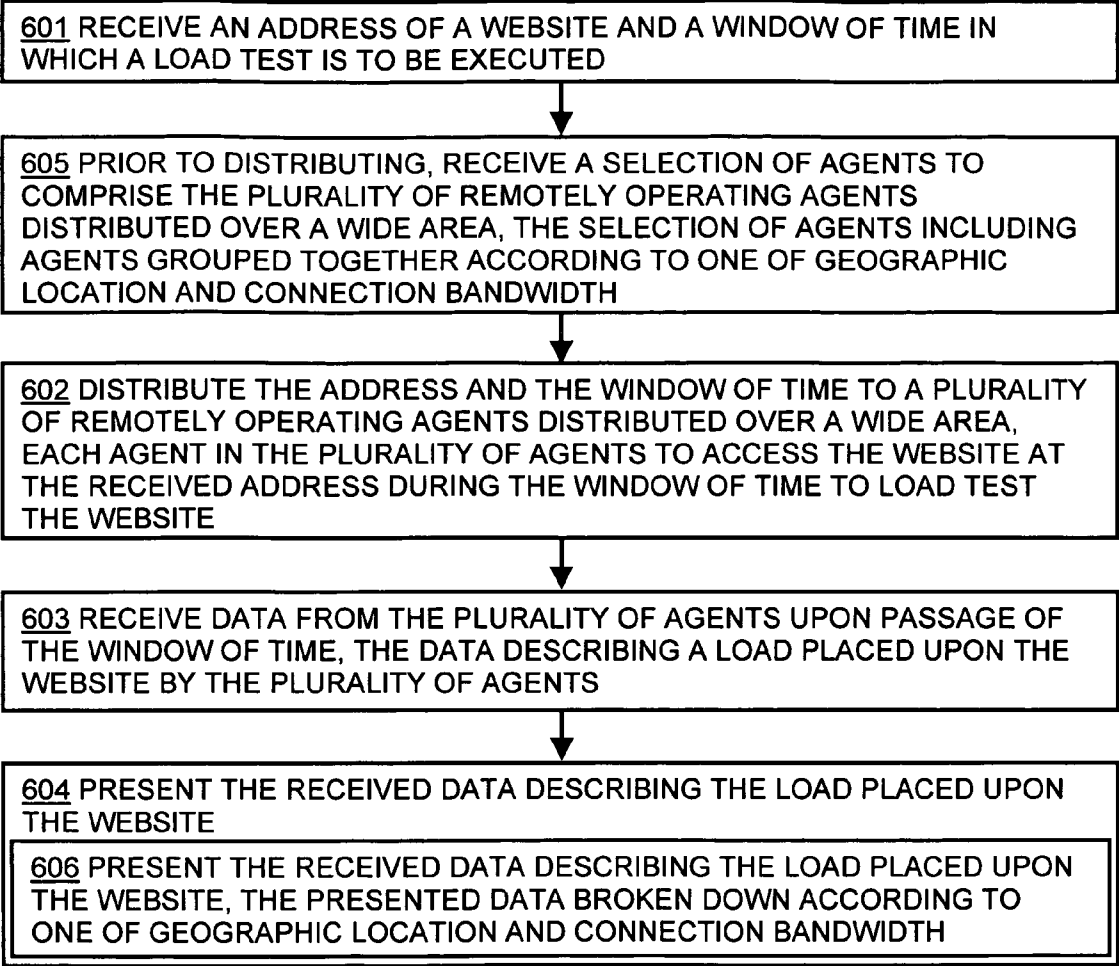 601 RECEIVE AN ADDRESS OF A WEBSITE AND A WINDOW OF TIME IN
WHICH A LOAD TEST IS TO BE EXECUTED
605 PRIOR TO DISTRIBUTING, RECEIVE A SELECTION OF AGENTS TO
COMPRISE THE PLURALITY OF REMOTELY OPERATING AGENTS
DISTRIBUTED OVER A WIDE AREA, THE SELECTION OF AGENTS INCLUDING
AGENTS GROUPED TOGETHER ACCORDING TO ONE OF GEOGRAPHIC
LOCATION AND CONNECTION BANDWIDTH
602 DISTRIBUTE THE ADDRESS AND THE WINDOW OF TIME TO A PLURALITY
OF REMOTELY OPERATING AGENTS DISTRIBUTED OVER A WIDE AREA,
EACH AGENT IN THE PLURALITY OF AGENTS TO ACCESS THE WEBSITE AT
THE RECEIVED ADDRESS DURING THE WINDOW OF TIME TO LOAD TEST
THE WEBSITE
603 RECEIVE DATA FROM THE PLURALITY OF AGENTS UPON PASSAGE OF
THE WINDOW OF TIME, THE DATA DESCRIBING A LOAD PLACED UPON THE
WEBSITE BY THE PLURALITY OF AGENTS
604 PRESENT THE RECEIVED DATA DESCRIBING THE LOAD PLACED UPON
THE WEBSITE
606 PRESENT THE RECEIVED DATA DESCRIBING THE LOAD PLACED UPON
THE WEBSITE, THE PRESENTED DATA BROKEN DOWN ACCORDING TO
ONE OF GEOGRAPHIC LOCATION AND CONNECTION BANDWIDTH